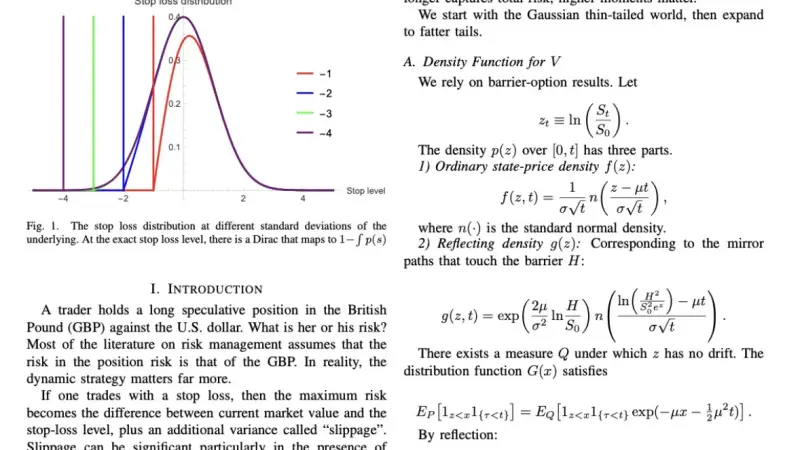 Stop loss distribution
0.4
0.3
0.2
0.1
−4
−2
2
4
Stop level
−1
−2
−3
−4
Fig. 1. The stop loss distribution at different standard deviations of the
underlying. At the exact stop loss level, there is a Dirac that maps to 1−∫ p(s)
I. INTRODUCTION
A trader holds a long speculative position in the British
Pound (GBP) against the U.S. dollar. What is her or his risk?
Most of the literature on risk management assumes that the
risk in the position risk is that of the GBP. In reality, the
dynamic strategy matters far more.
If one trades with a stop loss, then the maximum risk
becomes the difference between current market value and the
stop-loss level, plus an additional variance called “slippage”.
Slippage can be significant particularly in the presence of
longer captures total risk, higher moments matter.
We start with the Gaussian thin-tailed world, then expand
to fatter tails.
A. Density Function for V
We rely on barrier-option results. Let
z_t ≡ ln(S_t/S_0).
The density p(z) over [0, t] has three parts.
1) Ordinary state-price density f(z):
f(z, t) = 1/(σ√t) n((z − μt)/(σ√t)),
where n(·) is the standard normal density.
2) Reflecting density g(z): Corresponding to the mirror
paths that touch the barrier H:
g(z, t) = exp(2μ/σ² ln H/S_0) n((ln(H²/(S_0² e^z)) − μt)/(σ√t)).
There exists a measure Q under which z has no drift. The
distribution function G(x) satisfies
E_P[1_{z<x} 1_{τ<t}] = E_Q[1_{z<x} 1_{τ<t} exp(−μx − ½μ²t)].
By reflection: